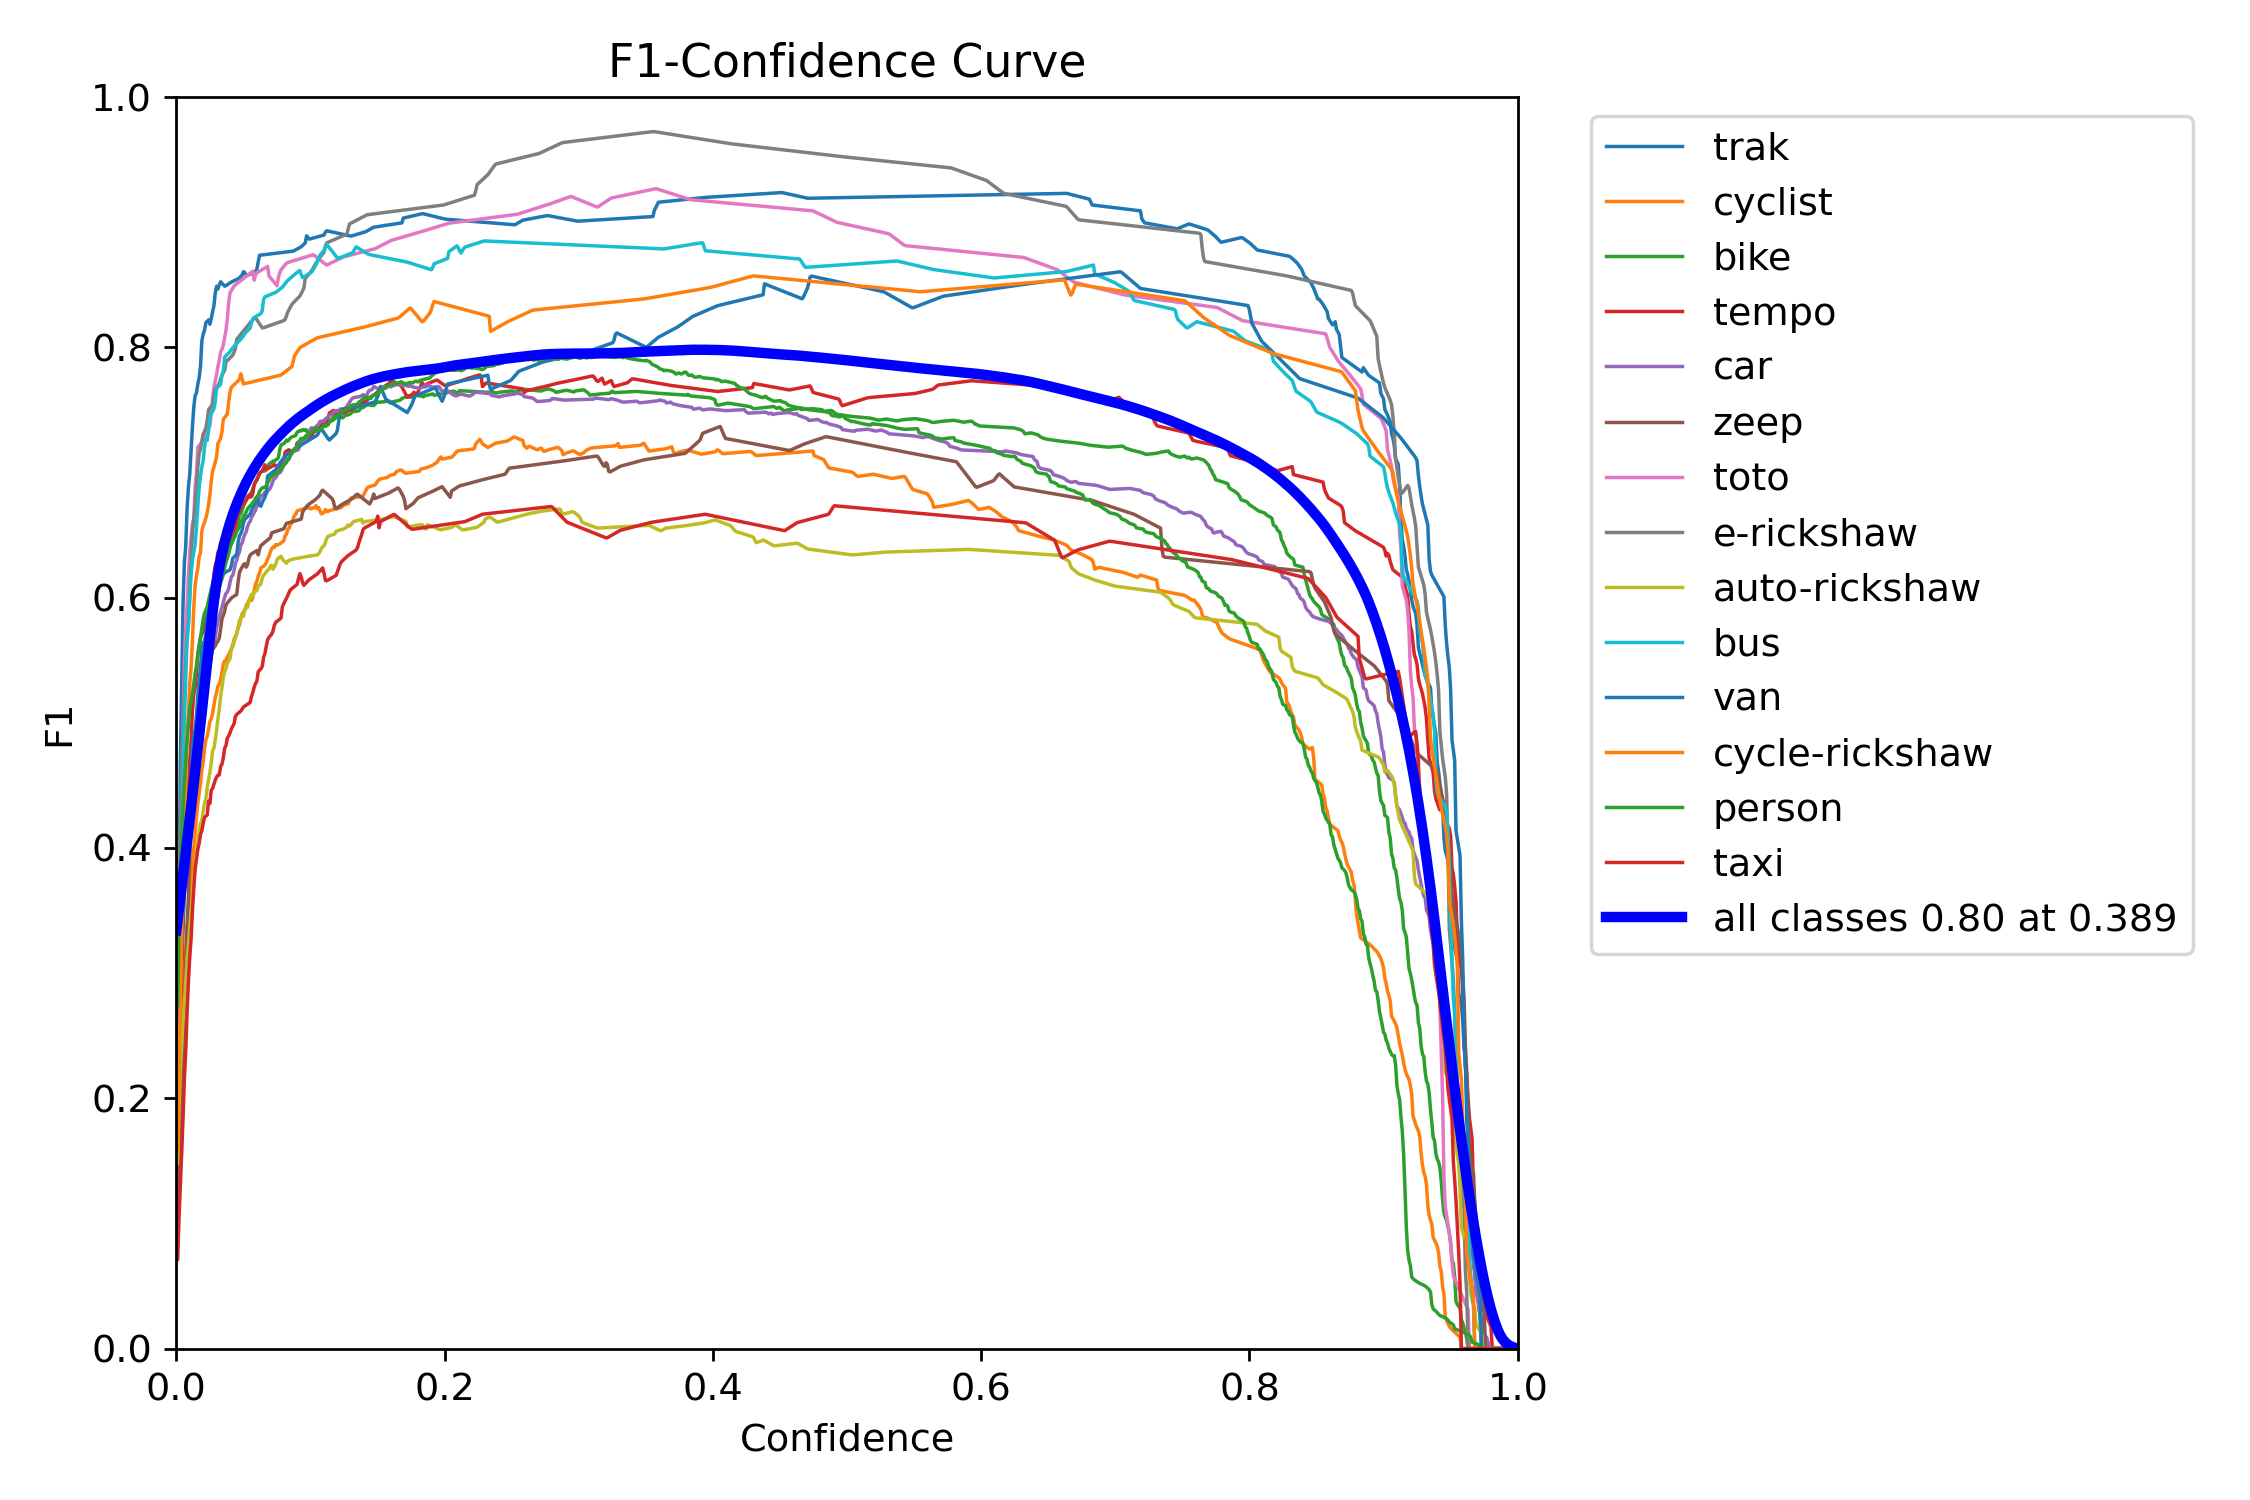 F1-Confidence Curve
1.0
0.8
0.6
0.4
0.2
0.0
F1
0.0 0.2 0.4 0.6 0.8 1.0
Confidence
trak
cyclist
bike
tempo
car
zeep
toto
e-rickshaw
auto-rickshaw
bus
van
cycle-rickshaw
person
taxi
all classes 0.80 at 0.389